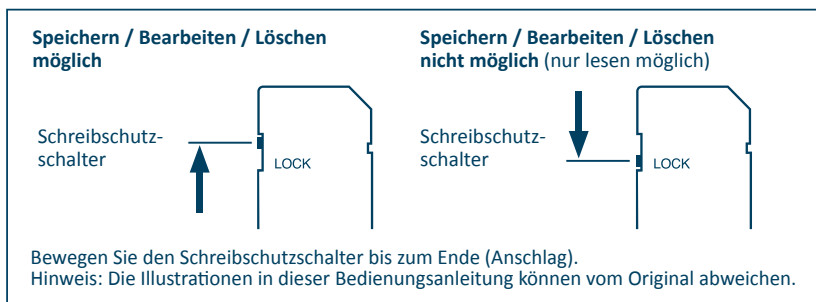 Speichern / Bearbeiten / Löschen
möglich
Schreibschutz-
schalter
LOCK
Speichern / Bearbeiten / Löschen
nicht möglich (nur lesen möglich)
Schreibschutz-
schalter
LOCK
Bewegen Sie den Schreibschutzschalter bis zum Ende (Anschlag).
Hinweis: Die Illustrationen in dieser Bedienungsanleitung können vom Original abweichen.